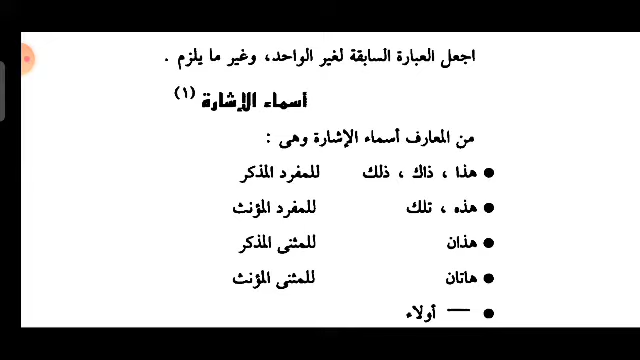 اجعل العبارة السابقة لغير الواحد، وغير ما يلزم .
أسماء الإشارة (١)
من المعارف أسماء الإشارة وهى :
● هذا ، ذاك ، ذلك للمفرد المذكر
● هذه ، تلك للمفرد المؤنث
● هذان للمثنى المذكر
● هاتان للمثنى المؤنث
● — أولاء